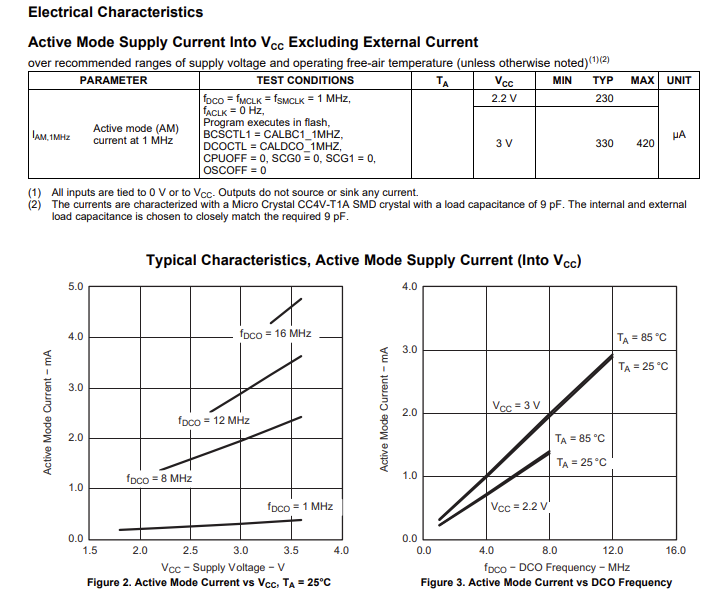 Electrical Characteristics
Active Mode Supply Current Into VCC Excluding External Current
over recommended ranges of supply voltage and operating free-air temperature (unless otherwise noted)(1)(2)
PARAMETER TEST CONDITIONS TA VCC MIN TYP MAX UNIT
IAM,1MHz Active mode (AM) current at 1 MHz
fDCO = fMCLK = fSMCLK = 1 MHz,
fACLK = 0 Hz,
Program executes in flash,
BCSCTL1 = CALBC1_1MHZ,
DCOCTL = CALDCO_1MHZ,
CPUOFF = 0, SCG0 = 0, SCG1 = 0,
OSCOFF = 0
2.2 V 230
3 V 330 420
µA
(1) All inputs are tied to 0 V or to VCC. Outputs do not source or sink any current.
(2) The currents are characterized with a Micro Crystal CC4V-T1A SMD crystal with a load capacitance of 9 pF. The internal and external
load capacitance is chosen to closely match the required 9 pF.
Typical Characteristics, Active Mode Supply Current (Into VCC)
Active Mode Current − mA
5.0
4.0
3.0
2.0
1.0
0.0
fDCO = 16 MHz
fDCO = 12 MHz
fDCO = 8 MHz
fDCO = 1 MHz
1.5 2.0 2.5 3.0 3.5 4.0
VCC − Supply Voltage − V
Figure 2. Active Mode Current vs VCC, TA = 25°C
Active Mode Current − mA
4.0
3.0
2.0
1.0
0.0
TA = 85 °C
TA = 25 °C
VCC = 3 V
TA = 85 °C
TA = 25 °C
VCC = 2.2 V
0.0 4.0 8.0 12.0 16.0
fDCO − DCO Frequency − MHz
Figure 3. Active Mode Current vs DCO Frequency